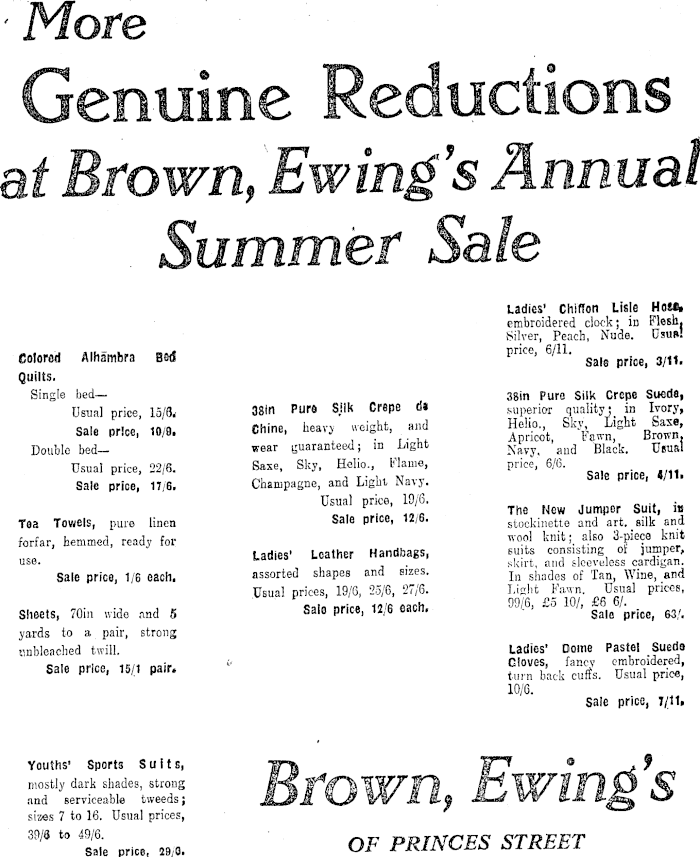 More
Genuine Reductions
at Brown, Ewing's Annual
Summer Sale
Colored Alhambra Bed
Quilts.
Single bed—
Usual price, 15/6.
Sale price, 10/9.
Double bed—
Usual price, 22/6.
Sale price, 17/6.
Tea Towels, pure linen
forfar, hemmed, ready for
use.
Sale price, 1/6 each.
Sheets, 70in wide and 5
yards to a pair, strong
unbleached twill.
Sale price, 15/1 pair.
Youths' Sports Suits,
mostly dark shades, strong
and serviceable tweeds;
sizes 7 to 16. Usual prices,
39/6 to 49/6.
Sale price, 29/6.
38in Pure Silk Crepe de
Chine, heavy weight, and
wear guaranteed; in Light
Saxe, Sky, Helio., Flame,
Champagne, and Light Navy.
Usual price, 19/6.
Sale price, 12/6.
Ladies' Leather Handbags,
assorted shapes and sizes.
Usual prices, 19/6, 25/6, 27/6.
Sale price, 12/6 each.
Ladies' Chiffon Lisle Hose,
embroidered clock; in Flesh,
Silver, Peach, Nude. Usual
price, 6/11.
Sale price, 3/11.
38in Pure Silk Crepe Suede,
superior quality; in Ivory,
Helio., Sky, Light Saxe,
Apricot, Fawn, Brown,
Navy, and Black. Usual
price, 6/6.
Sale price, 4/11.
The New Jumper Suit, in
stockinette and art. silk and
wool knit; also 3-piece knit
suits consisting of jumper,
skirt, and sleeveless cardigan.
In shades of Tan, Wine, and
Light Fawn. Usual prices,
99/6, £5 10/, £6 6/.
Sale price, 63/.
Ladies' Dome Pastel Suede
Gloves, fancy embroidered,
turn back cuffs. Usual price,
10/6.
Sale price, 7/11.
Brown, Ewing's
OF PRINCES STREET